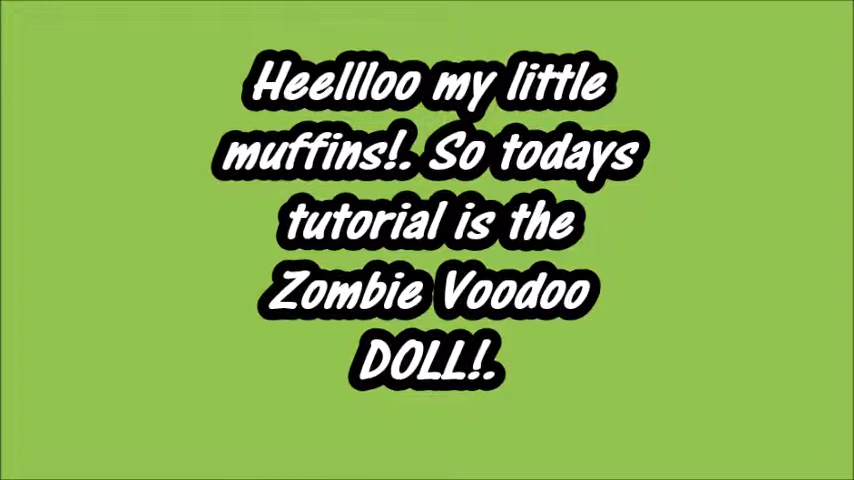 Heellloo my little
muffins!. So todays
tutorial is the
Zombie Voodoo
DOLL!.